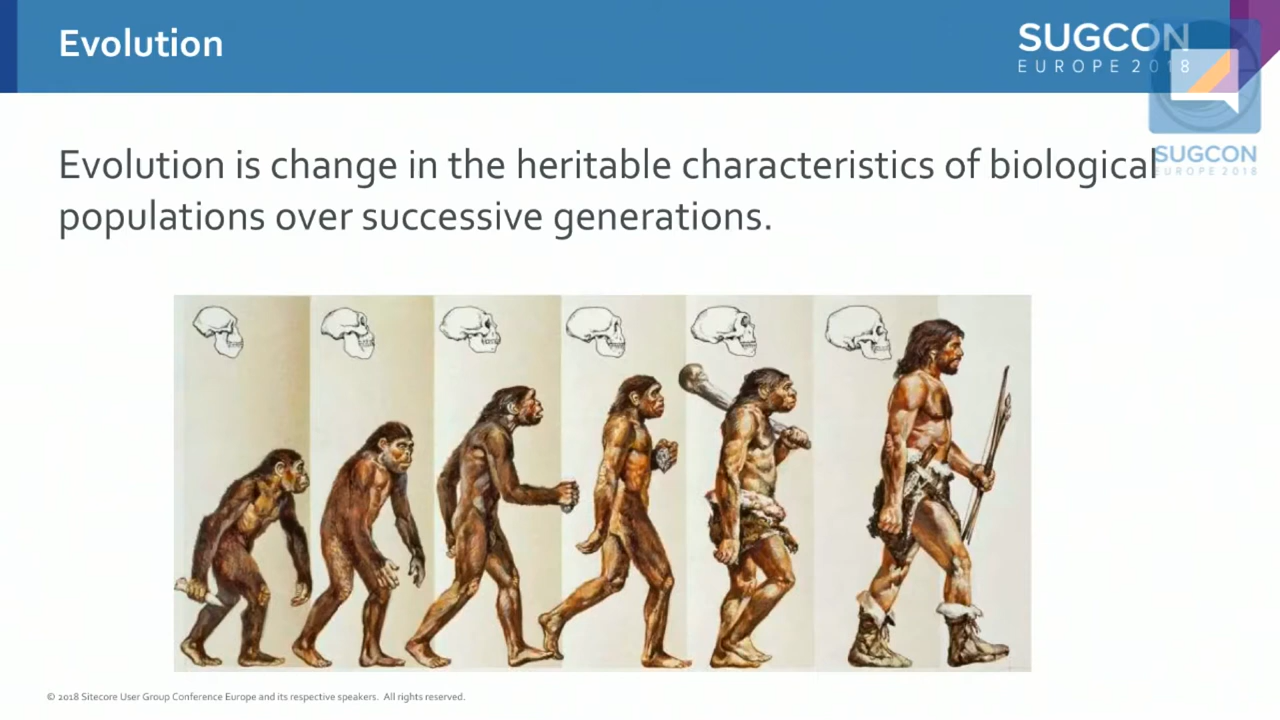 Evolution
SUGCON
EUROPE 2018
Evolution is change in the heritable characteristics of biological
SUGCON
EUROPE 2018
populations over successive generations.
© 2018 Sitecore User Group Conference Europe and its respective speakers. All rights reserved.